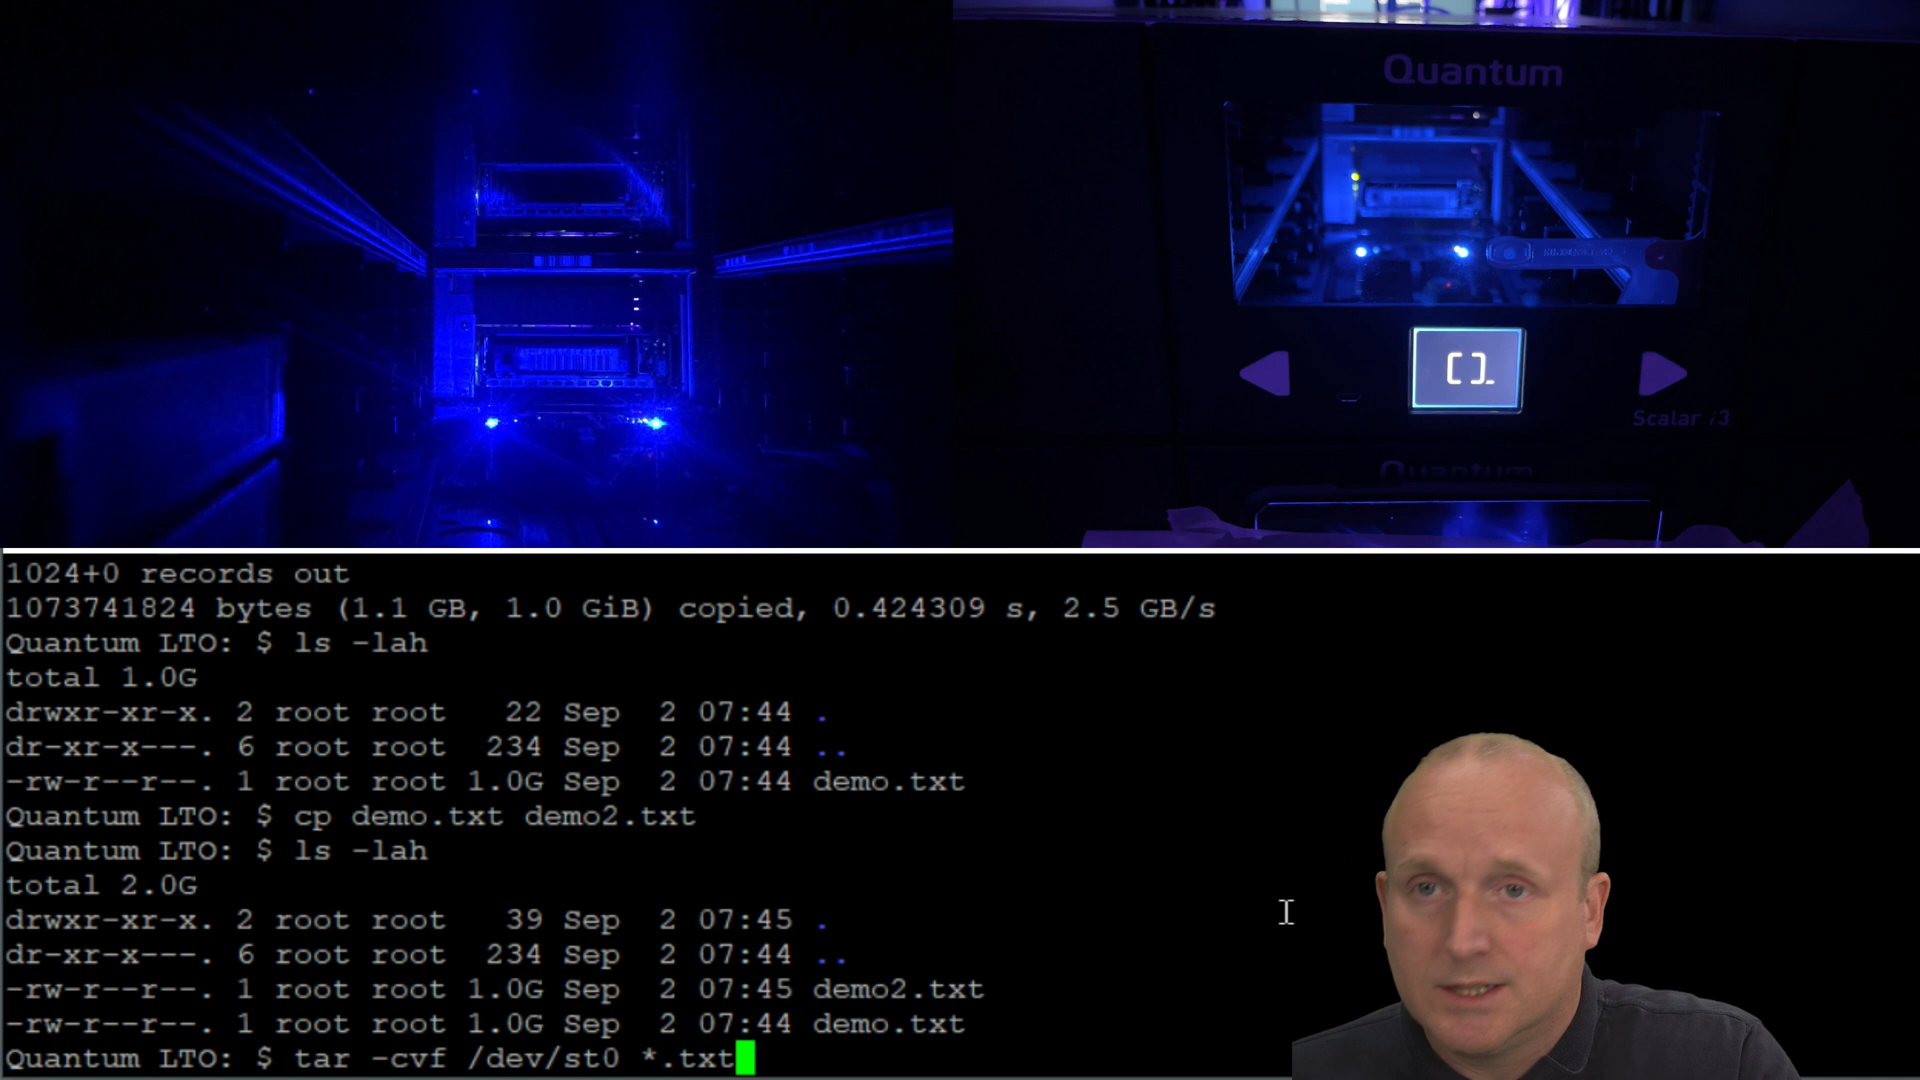 Quantum
Scalar i3
Quantum
1024+0 records out
1073741824 bytes (1.1 GB, 1.0 GiB) copied, 0.424309 s, 2.5 GB/s
Quantum LTO: $ ls -lah
total 1.0G
drwxr-xr-x. 2 root root   22 Sep  2 07:44 .
dr-xr-x---. 6 root root  234 Sep  2 07:44 ..
-rw-r--r--. 1 root root 1.0G Sep  2 07:44 demo.txt
Quantum LTO: $ cp demo.txt demo2.txt
Quantum LTO: $ ls -lah
total 2.0G
drwxr-xr-x. 2 root root   39 Sep  2 07:45 .
dr-xr-x---. 6 root root  234 Sep  2 07:44 ..
-rw-r--r--. 1 root root 1.0G Sep  2 07:45 demo2.txt
-rw-r--r--. 1 root root 1.0G Sep  2 07:44 demo.txt
Quantum LTO: $ tar -cvf /dev/st0 *.txt